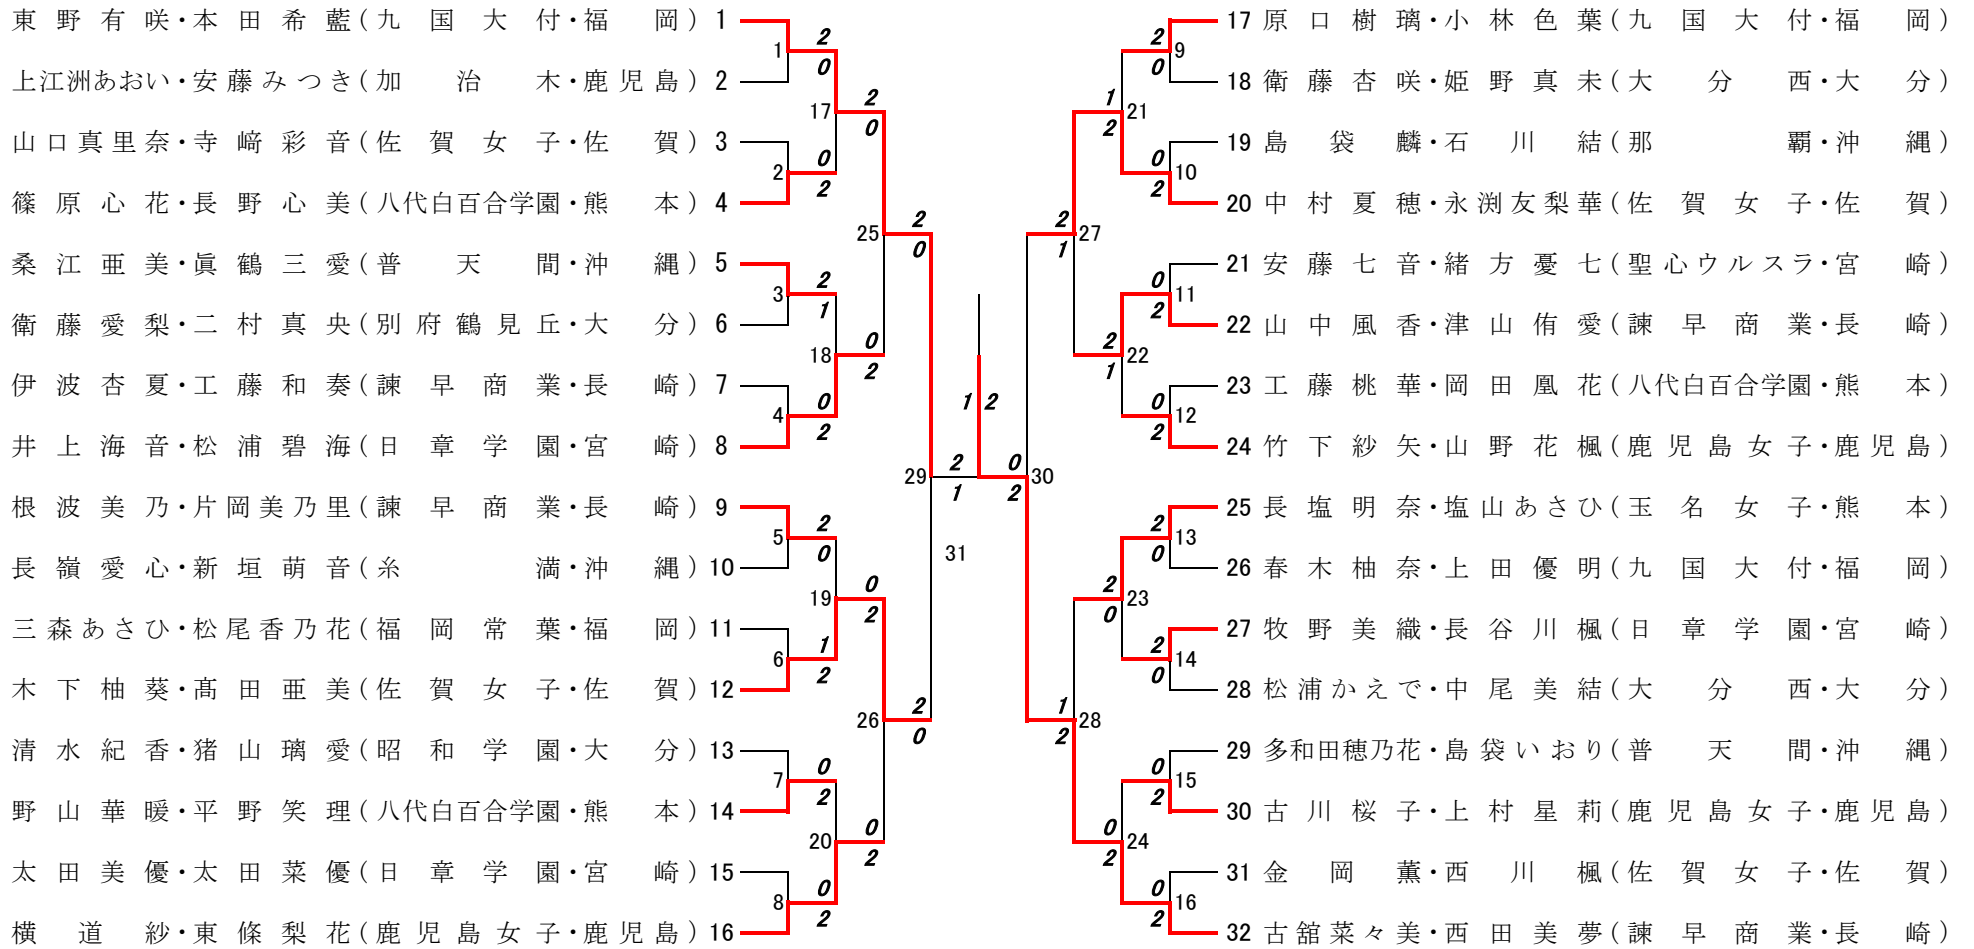 東野有咲・本田希藍(九国大付・福岡) 1
上江洲あおい・安藤みつき(加治木・鹿児島) 2
山口真里奈・寺﨑彩音(佐賀女子・佐賀) 3
篠原心花・長野心美(八代白百合学園・熊本) 4
桑江亜美・眞鶴三愛(普天間・沖縄) 5
衛藤愛梨・二村真央(別府鶴見丘・大分) 6
伊波杏夏・工藤和奏(諫早商業・長崎) 7
井上海音・松浦碧海(日章学園・宮崎) 8
根波美乃・片岡美乃里(諫早商業・長崎) 9
長嶺愛心・新垣萌音(糸満・沖縄) 10
三森あさひ・松尾香乃花(福岡常葉・福岡) 11
木下柚葵・髙田亜美(佐賀女子・佐賀) 12
清水紀香・猪山璃愛(昭和学園・大分) 13
野山華暖・平野笑理(八代白百合学園・熊本) 14
太田美優・太田菜優(日章学園・宮崎) 15
横道紗・東條梨花(鹿児島女子・鹿児島) 16
1 2 0
2 0 2
3 2 1
4 0 2
5 2 0
6 1 2
7 0 2
8 0 2
17 2 0
18 0 2
19 0 2
20 0 2
25 2 0
26 2 0
29 2 1
31
1 2
30 0 2
27 2 1
28 1 2
21 1 2
22 2 1
23 2 0
24 0 2
9 2 0
10 0 2
11 0 2
12 0 2
13 2 0
14 2 0
15 0 2
16 0 2
17 原口樹璃・小林色葉(九国大付・福岡)
18 衛藤杏咲・姫野真未(大分西・大分)
19 島袋麟・石川結(那覇・沖縄)
20 中村夏穂・永渕友梨華(佐賀女子・佐賀)
21 安藤七音・緒方憂七(聖心ウルスラ・宮崎)
22 山中風香・津山侑愛(諫早商業・長崎)
23 工藤桃華・岡田凰花(八代白百合学園・熊本)
24 竹下紗矢・山野花楓(鹿児島女子・鹿児島)
25 長塩明奈・塩山あさひ(玉名女子・熊本)
26 春木柚奈・上田優明(九国大付・福岡)
27 牧野美織・長谷川楓(日章学園・宮崎)
28 松浦かえで・中尾美結(大分西・大分)
29 多和田穂乃花・島袋いおり(普天間・沖縄)
30 古川桜子・上村星莉(鹿児島女子・鹿児島)
31 金岡薫・西川楓(佐賀女子・佐賀)
32 古舘菜々美・西田美夢(諫早商業・長崎)